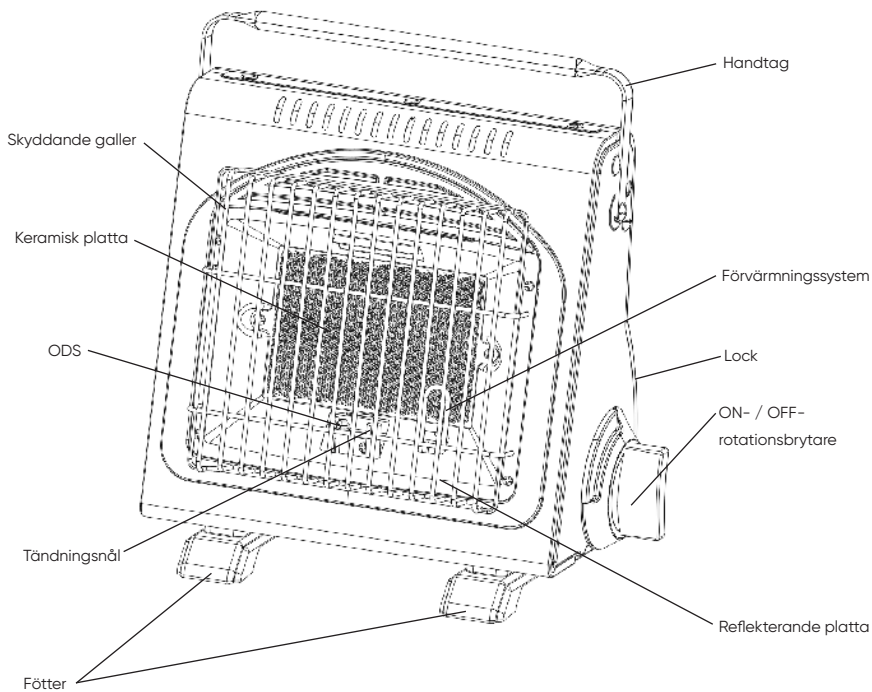 Handtag
Skyddande galler
Keramisk platta
Förvärmningssystem
ODS
Lock
ON- / OFF-
rotationsbrytare
Tändningsnål
Reflekterande platta
Fötter